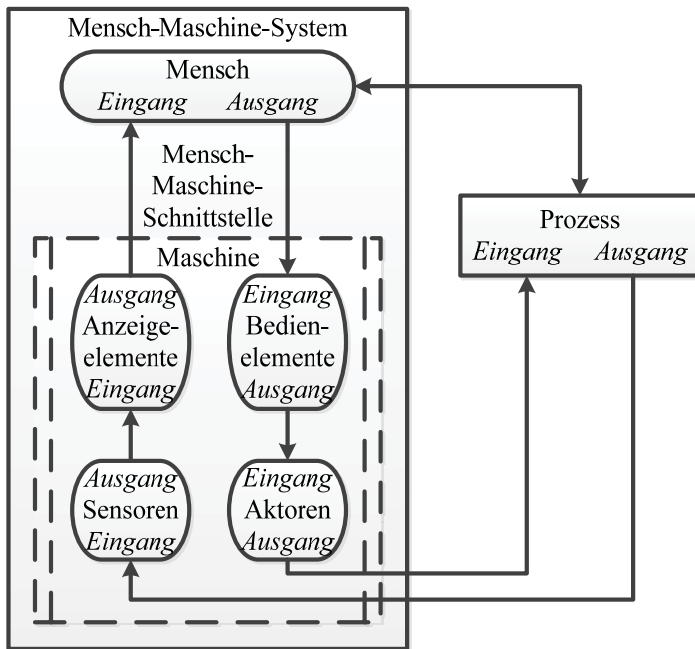 Mensch-Maschine-System
Mensch
Eingang Ausgang
Mensch-
Maschine-
Schnittstelle
Prozess
Eingang Ausgang
Maschine
Ausgang
Anzeige-
elemente
Eingang
Eingang
Bedien-
elemente
Ausgang
Ausgang
Sensoren
Eingang
Eingang
Aktoren
Ausgang